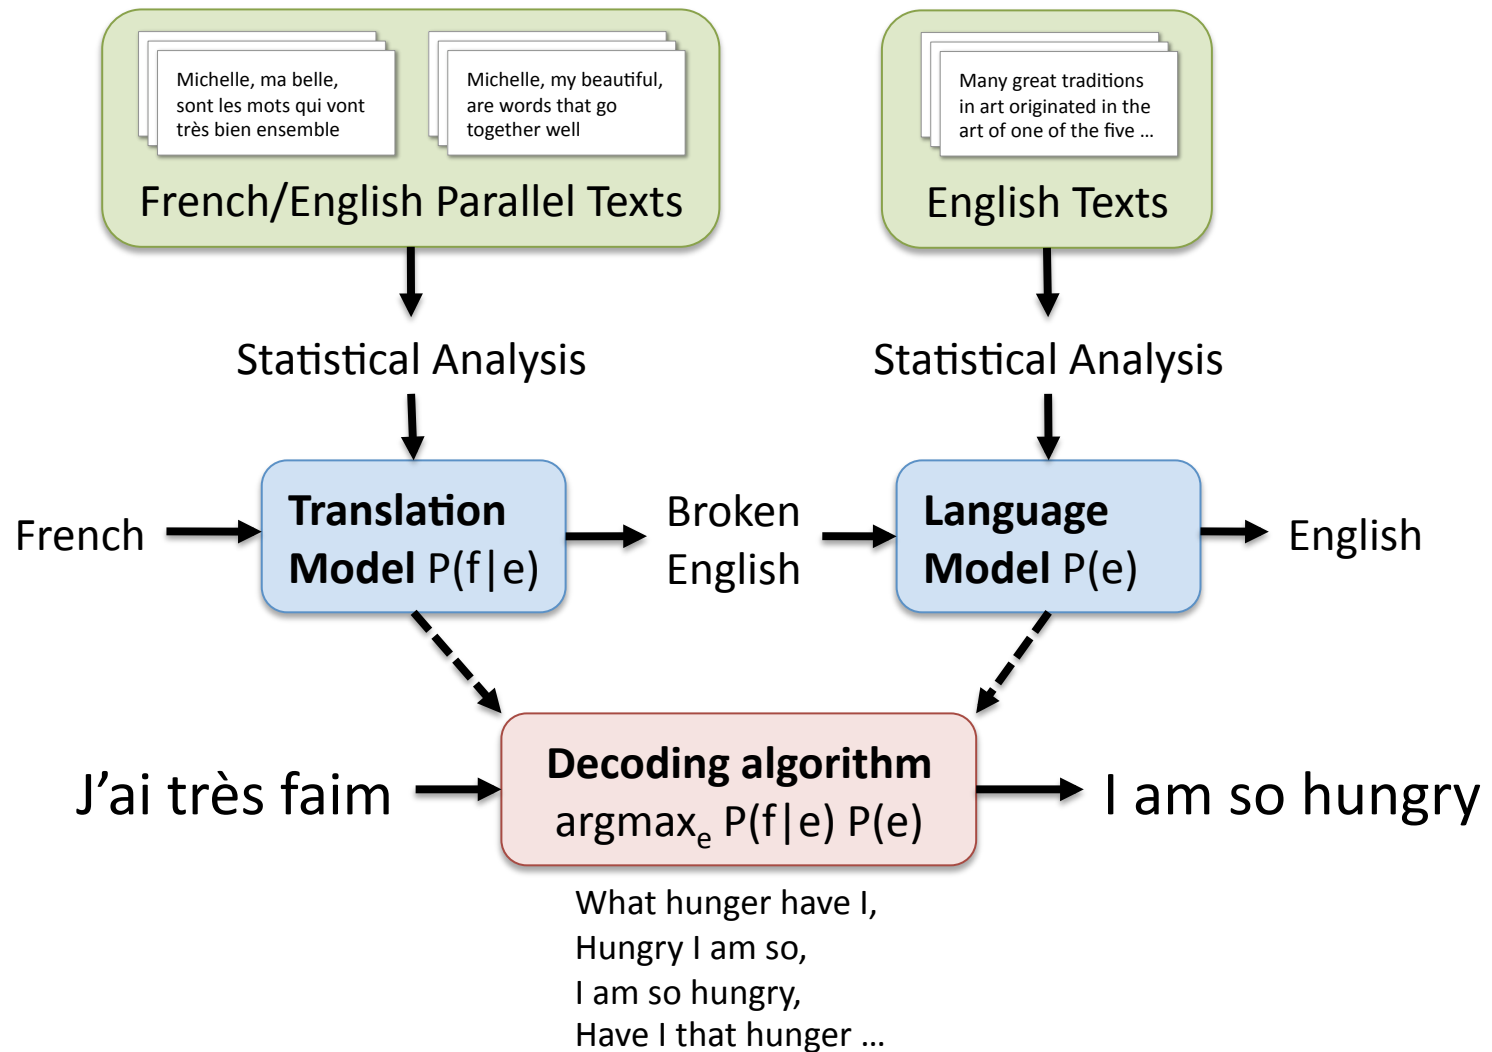 Michelle, ma belle,
sont les mots qui vont
très bien ensemble
Michelle, my beautiful,
are words that go
together well
French/English Parallel Texts
Many great traditions
in art originated in the
art of one of the five ...
English Texts
Statistical Analysis
Statistical Analysis
French
Translation
Model P(f|e)
Broken
English
Language
Model P(e)
English
J’ai très faim
Decoding algorithm
argmaxₑ P(f|e) P(e)
I am so hungry
What hunger have I,
Hungry I am so,
I am so hungry,
Have I that hunger ...